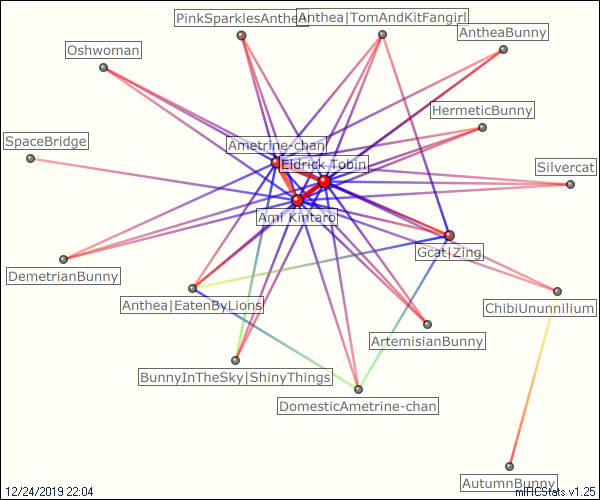 PinkSparklesAnthea
Anthea|TomAndKitFangirl
AntheaBunny
Oshwoman
HermeticBunny
SpaceBridge
Ametrine-chan
Eldrick Tobin
Silvercat
Ami Kintaro
Gcat|Zing
DemetrianBunny
Anthea|EatenByLions
ChibiUnunnilium
ArtemisianBunny
BunnyInTheSky|ShinyThings
DomesticAmetrine-chan
AutumnBunny
12/24/2019 22:04
mIRCStats v1.25